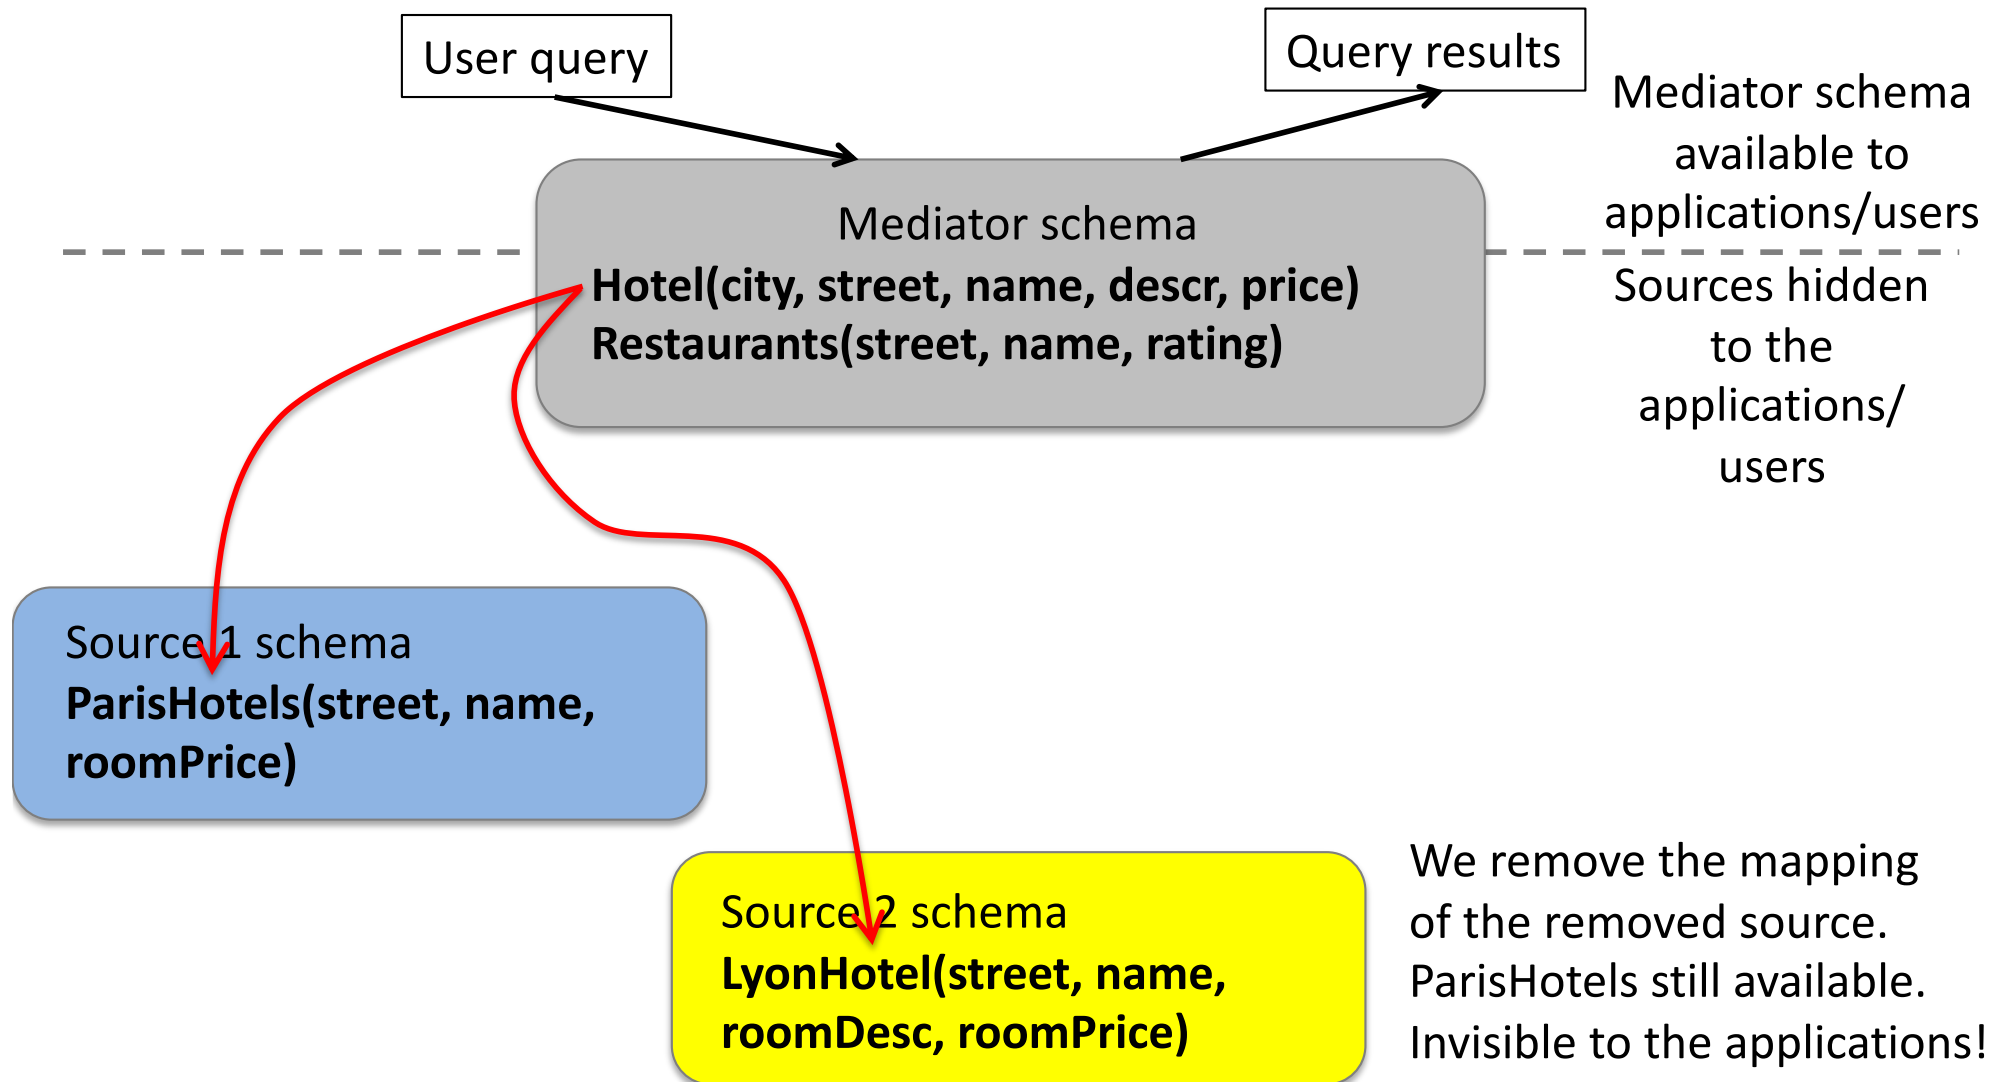 User query
Query results
Mediator schema
available to
applications/users
Mediator schema
Hotel(city, street, name, descr, price)
Restaurants(street, name, rating)
Sources hidden
to the
applications/
users
Source 1 schema
ParisHotels(street, name,
roomPrice)
Source 2 schema
LyonHotel(street, name,
roomDesc, roomPrice)
We remove the mapping
of the removed source.
ParisHotels still available.
Invisible to the applications!